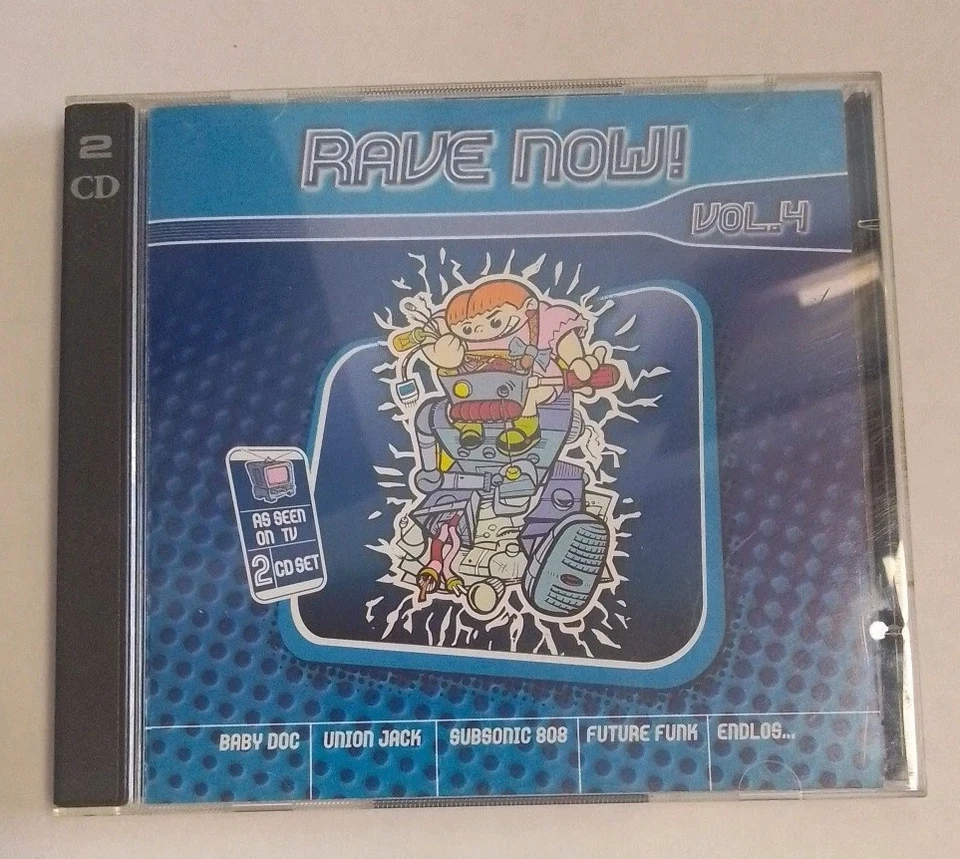 2
CD
RAVE NOW!
VOL.4
AS SEEN
ON TV
2 CD SET
BABY DOC
UNION JACK
SUBSONIC 808
FUTURE FUNK
ENDLOS...